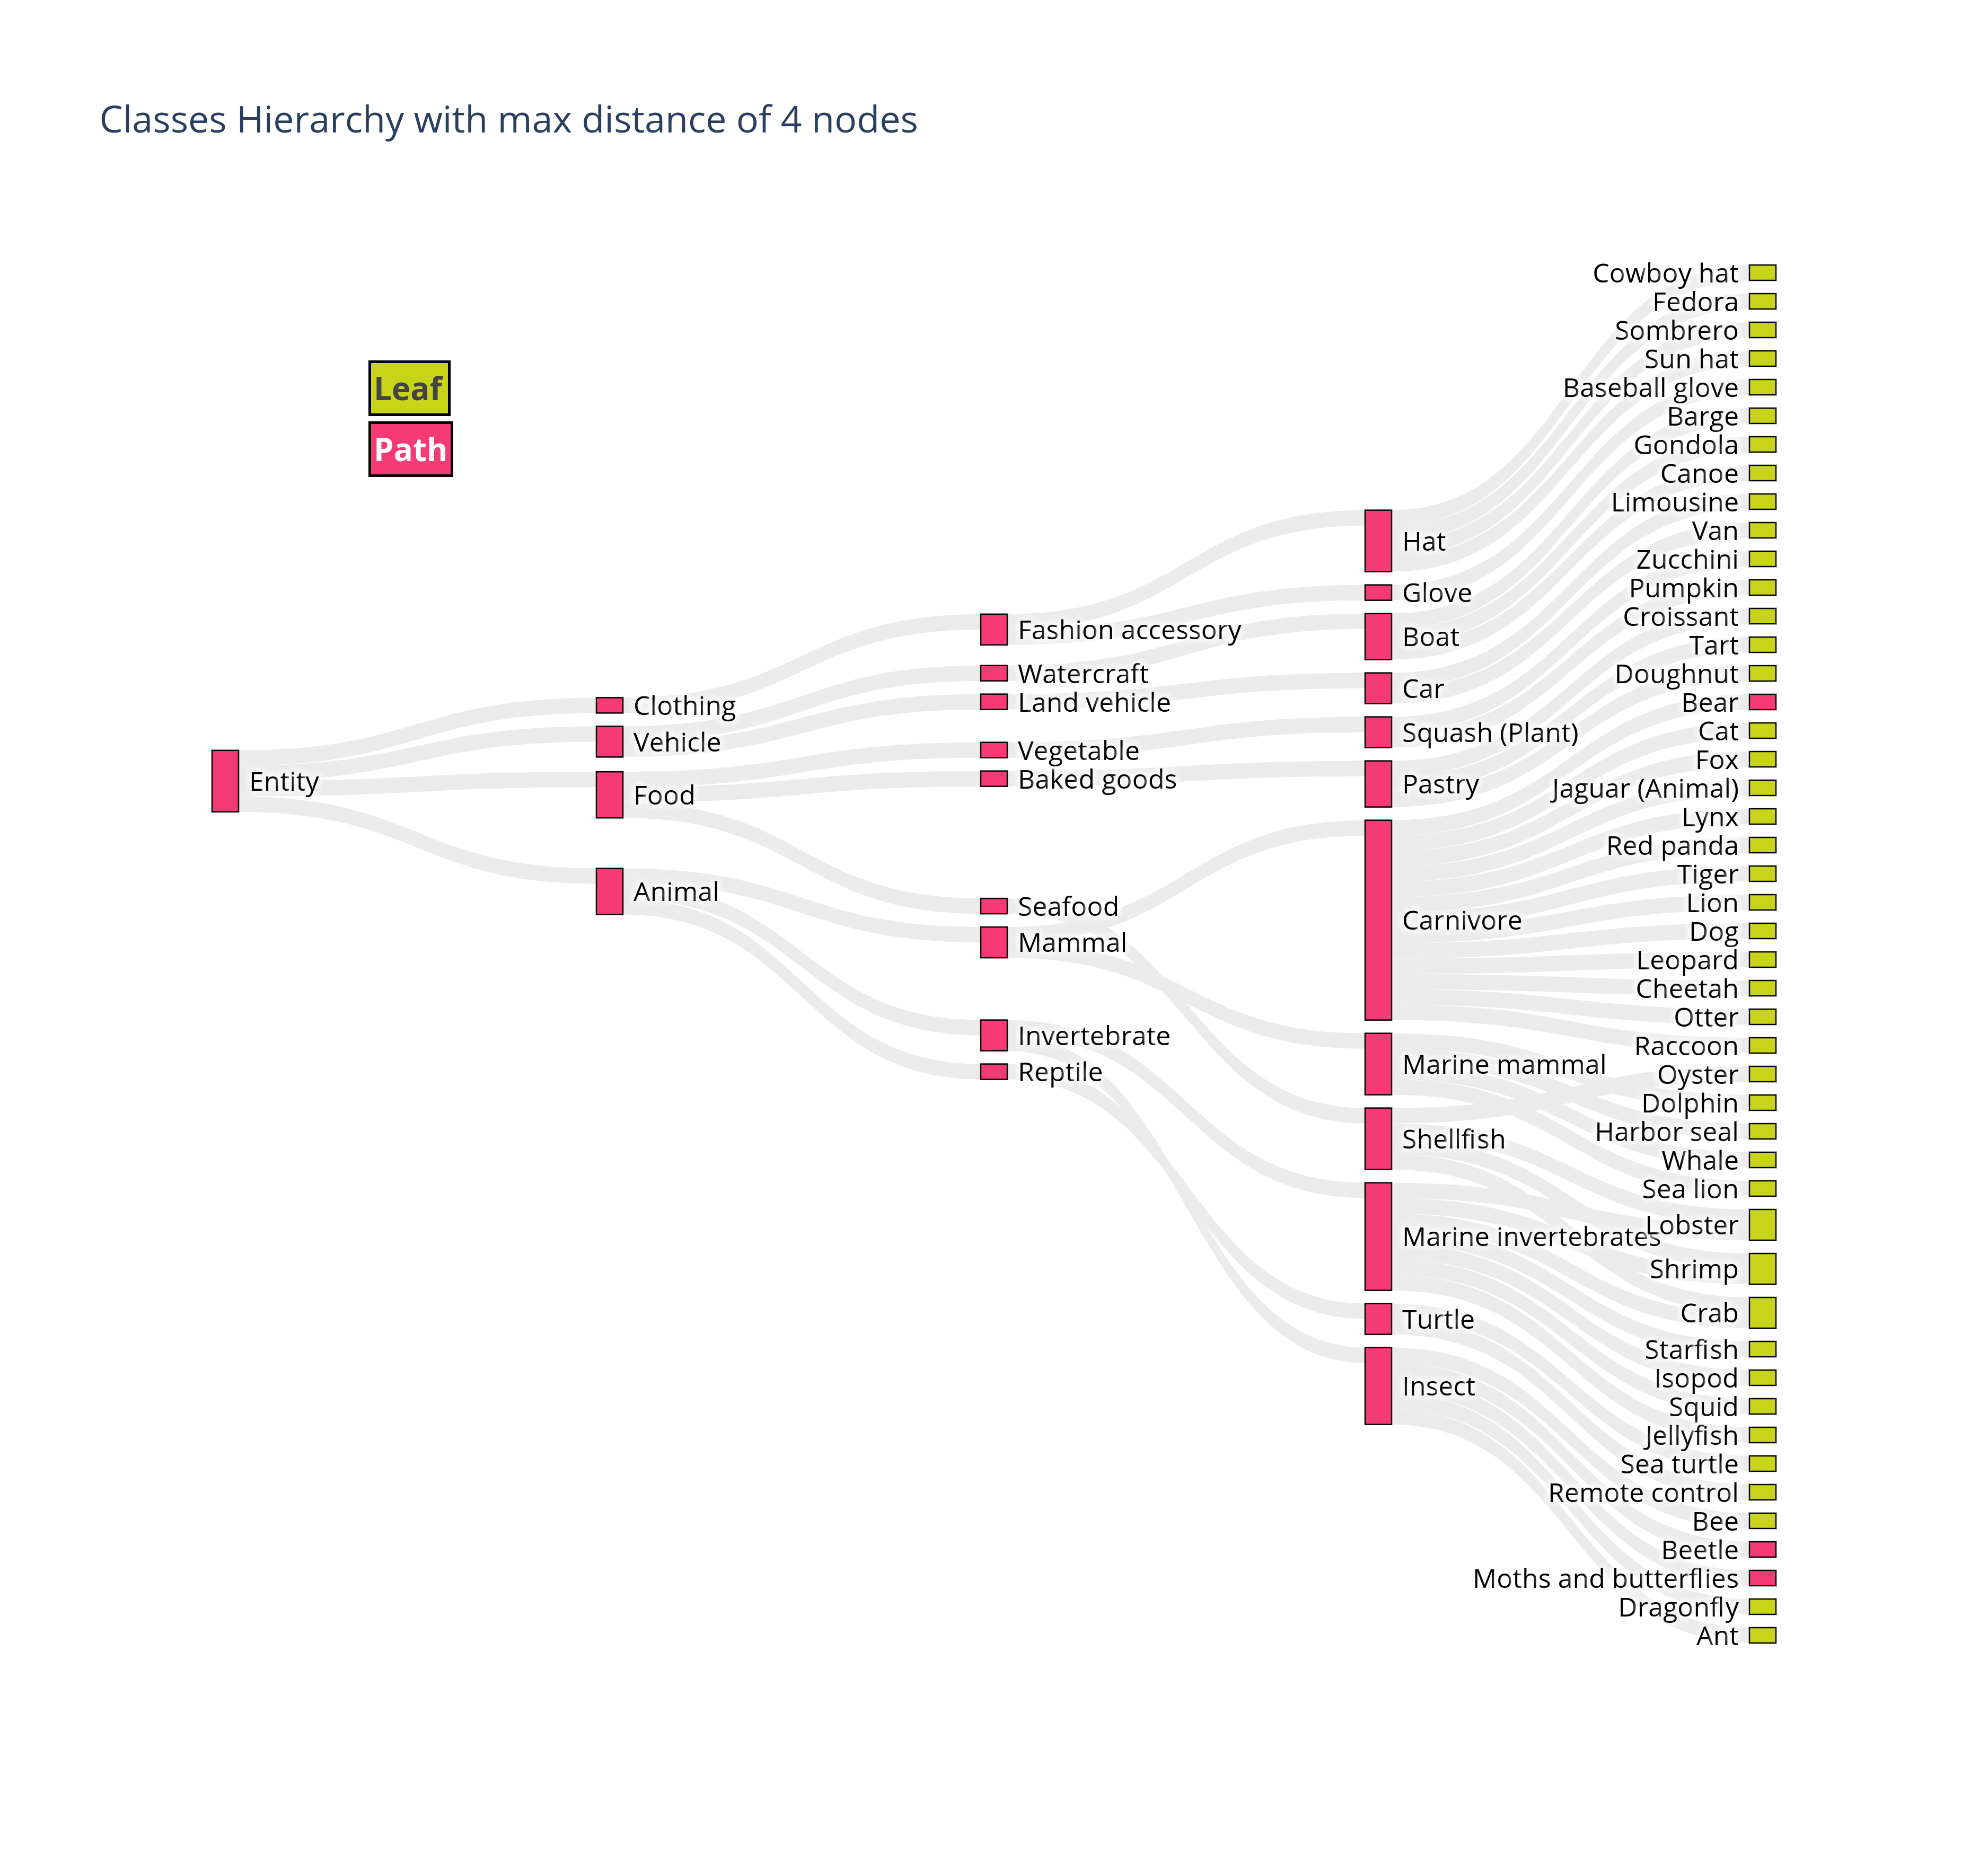 Classes Hierarchy with max distance of 4 nodes
Leaf
Path
Entity
Clothing
Vehicle
Food
Animal
Fashion accessory
Watercraft
Land vehicle
Vegetable
Baked goods
Seafood
Mammal
Invertebrate
Reptile
Hat
Glove
Boat
Car
Squash (Plant)
Pastry
Carnivore
Marine mammal
Shellfish
Marine invertebrates
Turtle
Insect
Cowboy hat
Fedora
Sombrero
Sun hat
Baseball glove
Barge
Gondola
Canoe
Limousine
Van
Zucchini
Pumpkin
Croissant
Tart
Doughnut
Bear
Cat
Fox
Jaguar (Animal)
Lynx
Red panda
Tiger
Lion
Dog
Leopard
Cheetah
Otter
Raccoon
Oyster
Dolphin
Harbor seal
Whale
Sea lion
Lobster
Shrimp
Crab
Starfish
Isopod
Squid
Jellyfish
Sea turtle
Remote control
Bee
Beetle
Moths and butterflies
Dragonfly
Ant